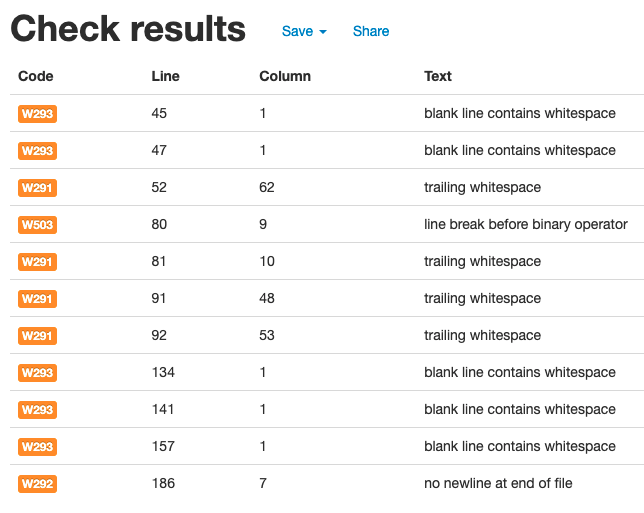 Check results Save Share
Code Line Column Text
W293 45 1 blank line contains whitespace
W293 47 1 blank line contains whitespace
W291 52 62 trailing whitespace
W503 80 9 line break before binary operator
W291 81 10 trailing whitespace
W291 91 48 trailing whitespace
W291 92 53 trailing whitespace
W293 134 1 blank line contains whitespace
W293 141 1 blank line contains whitespace
W293 157 1 blank line contains whitespace
W292 186 7 no newline at end of file